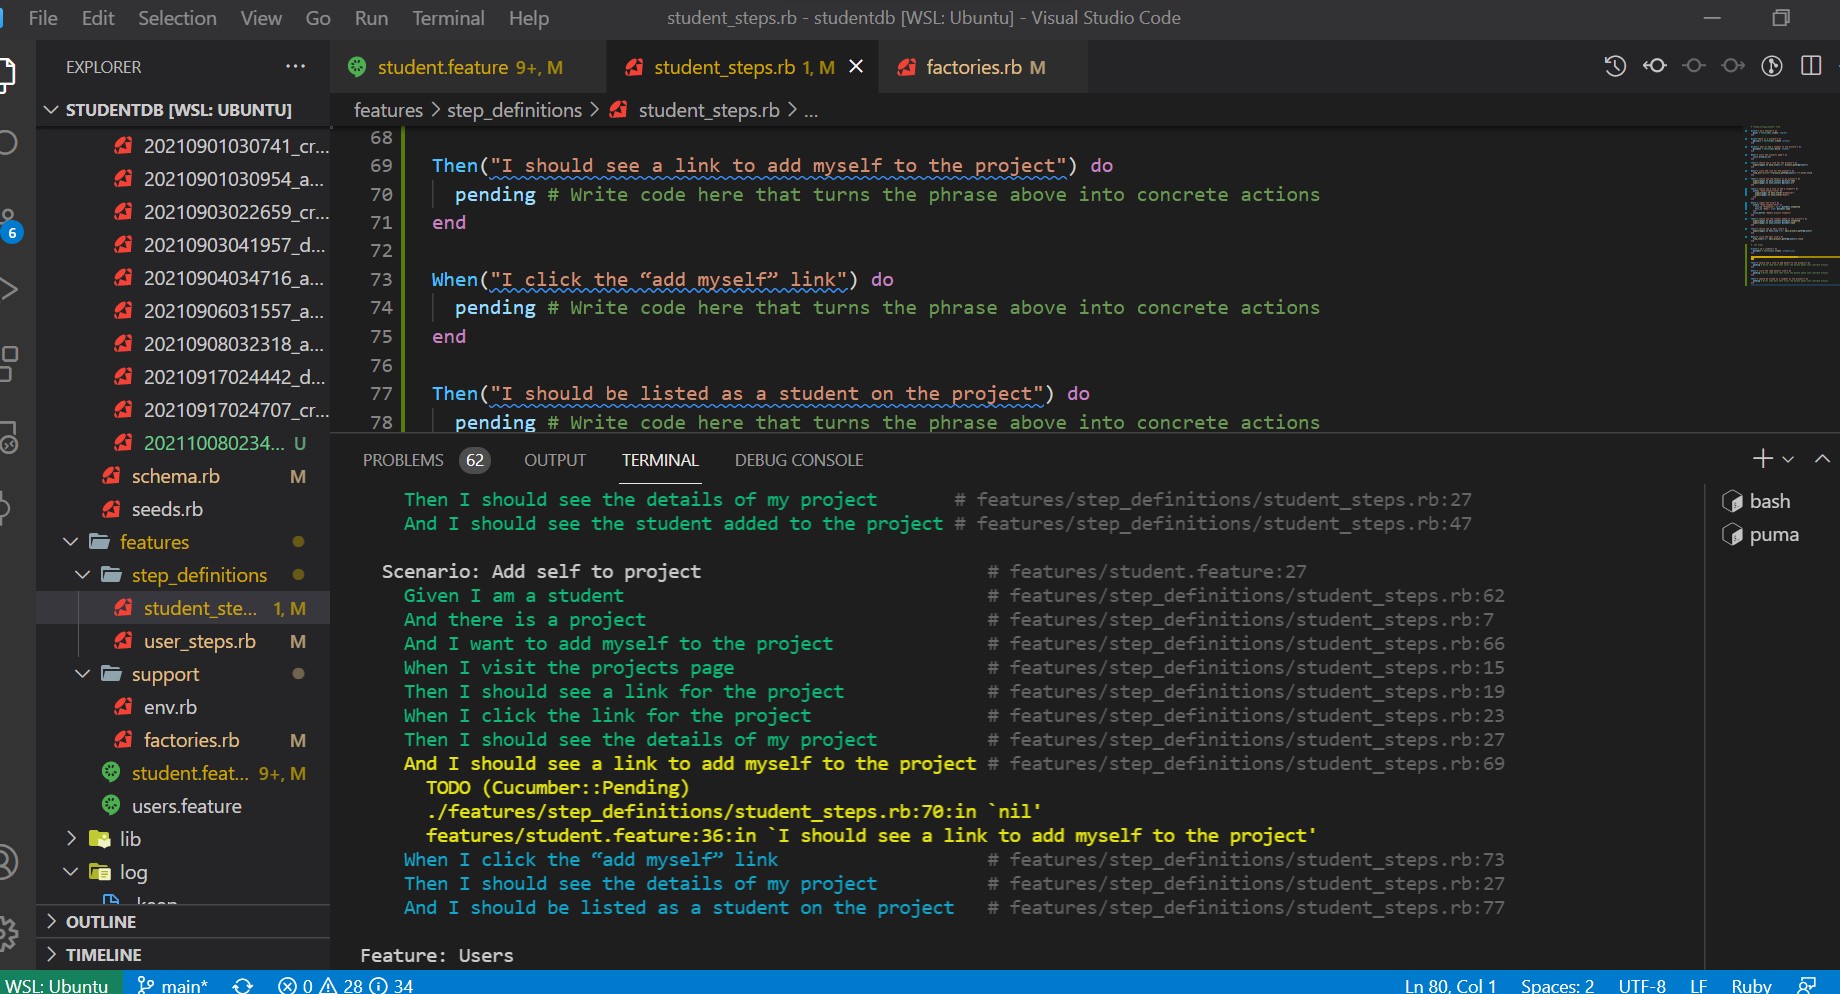 File Edit Selection View Go Run Terminal Help student_steps.rb - studentdb [WSL: Ubuntu] - Visual Studio Code
EXPLORER ...
student.feature 9+, M student_steps.rb 1, M factories.rb M
STUDENTDB [WSL: UBUNTU]
features > step_definitions > student_steps.rb > ...
20210901030741_cr...
20210901030954_a...
20210903022659_cr...
20210903041957_d...
20210904034716_a...
20210906031557_a...
20210908032318_a...
20210917024442_d...
20210917024707_cr...
202110080234... U
schema.rb M
seeds.rb
features
step_definitions
student_ste... 1, M
user_steps.rb M
support
env.rb
factories.rb M
student.feat... 9+, M
users.feature
lib
log
OUTLINE
TIMELINE
6
68
69 Then("I should see a link to add myself to the project") do
70 pending # Write code here that turns the phrase above into concrete actions
71 end
72
73 When("I click the “add myself” link") do
74 pending # Write code here that turns the phrase above into concrete actions
75 end
76
77 Then("I should be listed as a student on the project") do
78 pending # Write code here that turns the phrase above into concrete actions
PROBLEMS 62 OUTPUT TERMINAL DEBUG CONSOLE
Then I should see the details of my project # features/step_definitions/student_steps.rb:27
And I should see the student added to the project # features/step_definitions/student_steps.rb:47
Scenario: Add self to project # features/student.feature:27
Given I am a student # features/step_definitions/student_steps.rb:62
And there is a project # features/step_definitions/student_steps.rb:7
And I want to add myself to the project # features/step_definitions/student_steps.rb:66
When I visit the projects page # features/step_definitions/student_steps.rb:15
Then I should see a link for the project # features/step_definitions/student_steps.rb:19
When I click the link for the project # features/step_definitions/student_steps.rb:23
Then I should see the details of my project # features/step_definitions/student_steps.rb:27
And I should see a link to add myself to the project # features/step_definitions/student_steps.rb:69
TODO (Cucumber::Pending)
./features/step_definitions/student_steps.rb:70:in `nil'
features/student.feature:36:in `I should see a link to add myself to the project'
When I click the “add myself” link # features/step_definitions/student_steps.rb:73
Then I should see the details of my project # features/step_definitions/student_steps.rb:27
And I should be listed as a student on the project # features/step_definitions/student_steps.rb:77
Feature: Users
bash
puma
WSL: Ubuntu main* 0 28 34 Ln 80, Col 1 Spaces: 2 UTF-8 LF Ruby